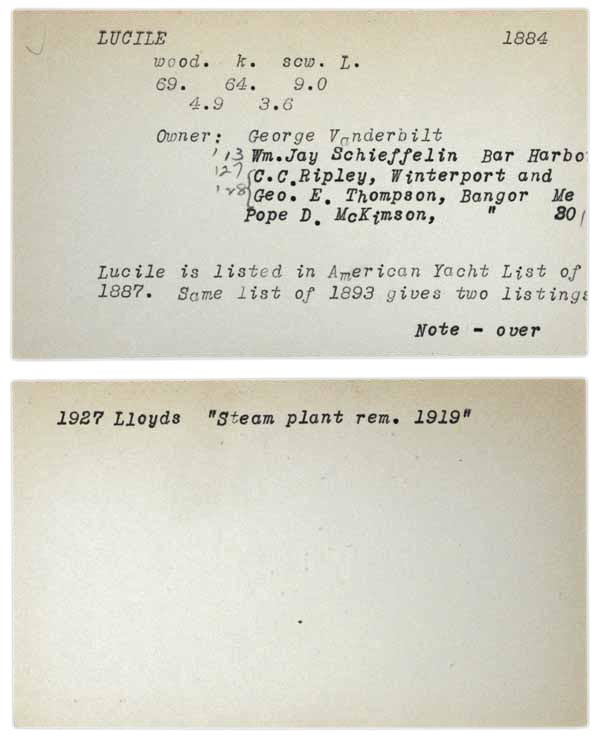 LUCILE 1884
wood. k. scw. L.
69. 64. 9.0
4.9 3.6
Owner: George Vanderbilt
'13 Wm.Jay Schieffelin Bar Harbo
'27 C.C.Ripley, Winterport and
'28 Geo. E. Thompson, Bangor Me
Pope D. McKimson, " 30
Lucile is listed in American Yacht List of
1887. Same list of 1893 gives two listings
Note - over
1927 Lloyds "Steam plant rem. 1919"